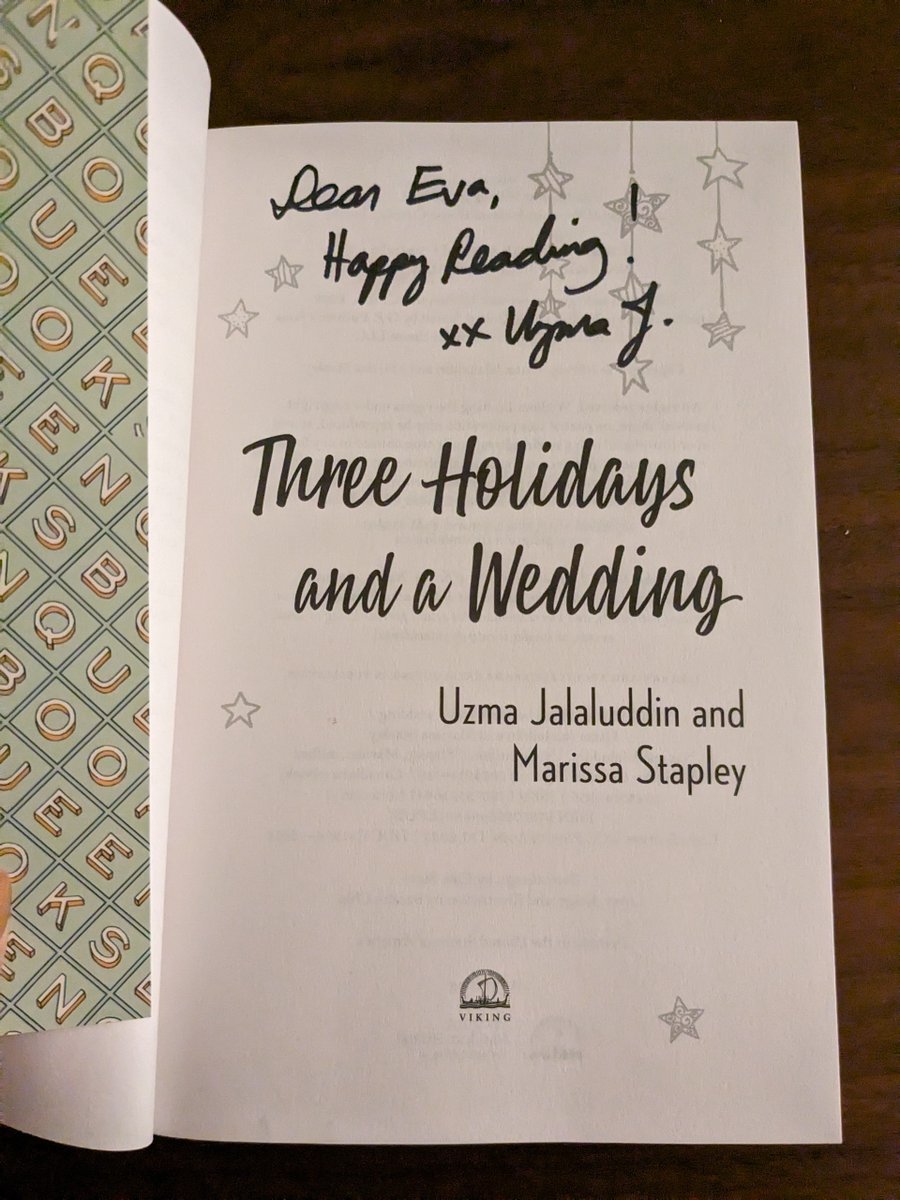 Dear Eva,
Happy Reading!
xx Uzma J.
Three Holidays
and a Wedding
Uzma Jalaluddin and
Marissa Stapley
VIKING